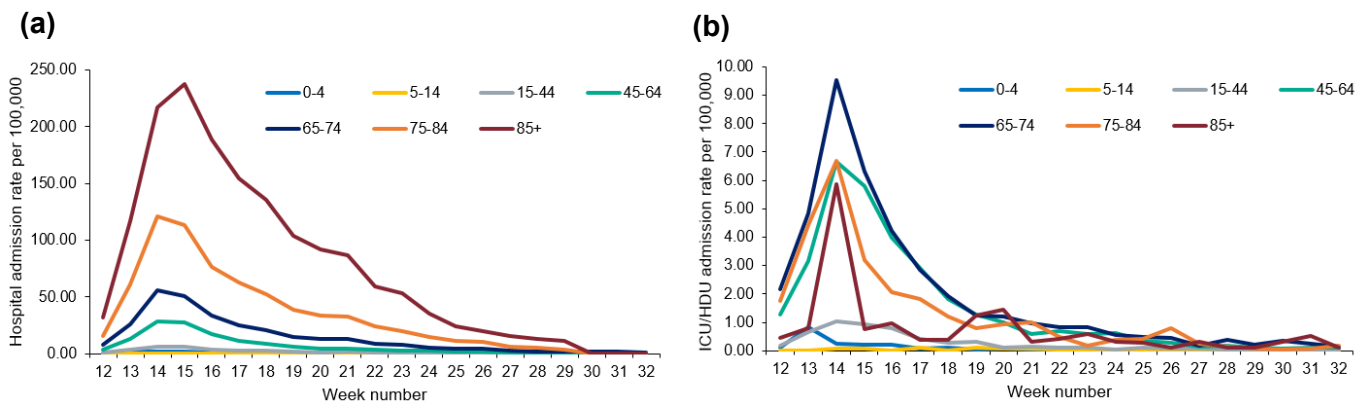 (a)
Hospital admission rate per 100,000
250.00
200.00
150.00
100.00
50.00
0.00
0-4 5-14 15-44 45-64
65-74 75-84 85+
12 13 14 15 16 17 18 19 20 21 22 23 24 25 26 27 28 29 30 31 32
Week number
(b)
ICU/HDU admission rate per 100,000
10.00
9.00
8.00
7.00
6.00
5.00
4.00
3.00
2.00
1.00
0.00
0-4 5-14 15-44 45-64
65-74 75-84 85+
12 13 14 15 16 17 18 19 20 21 22 23 24 25 26 27 28 29 30 31 32
Week number